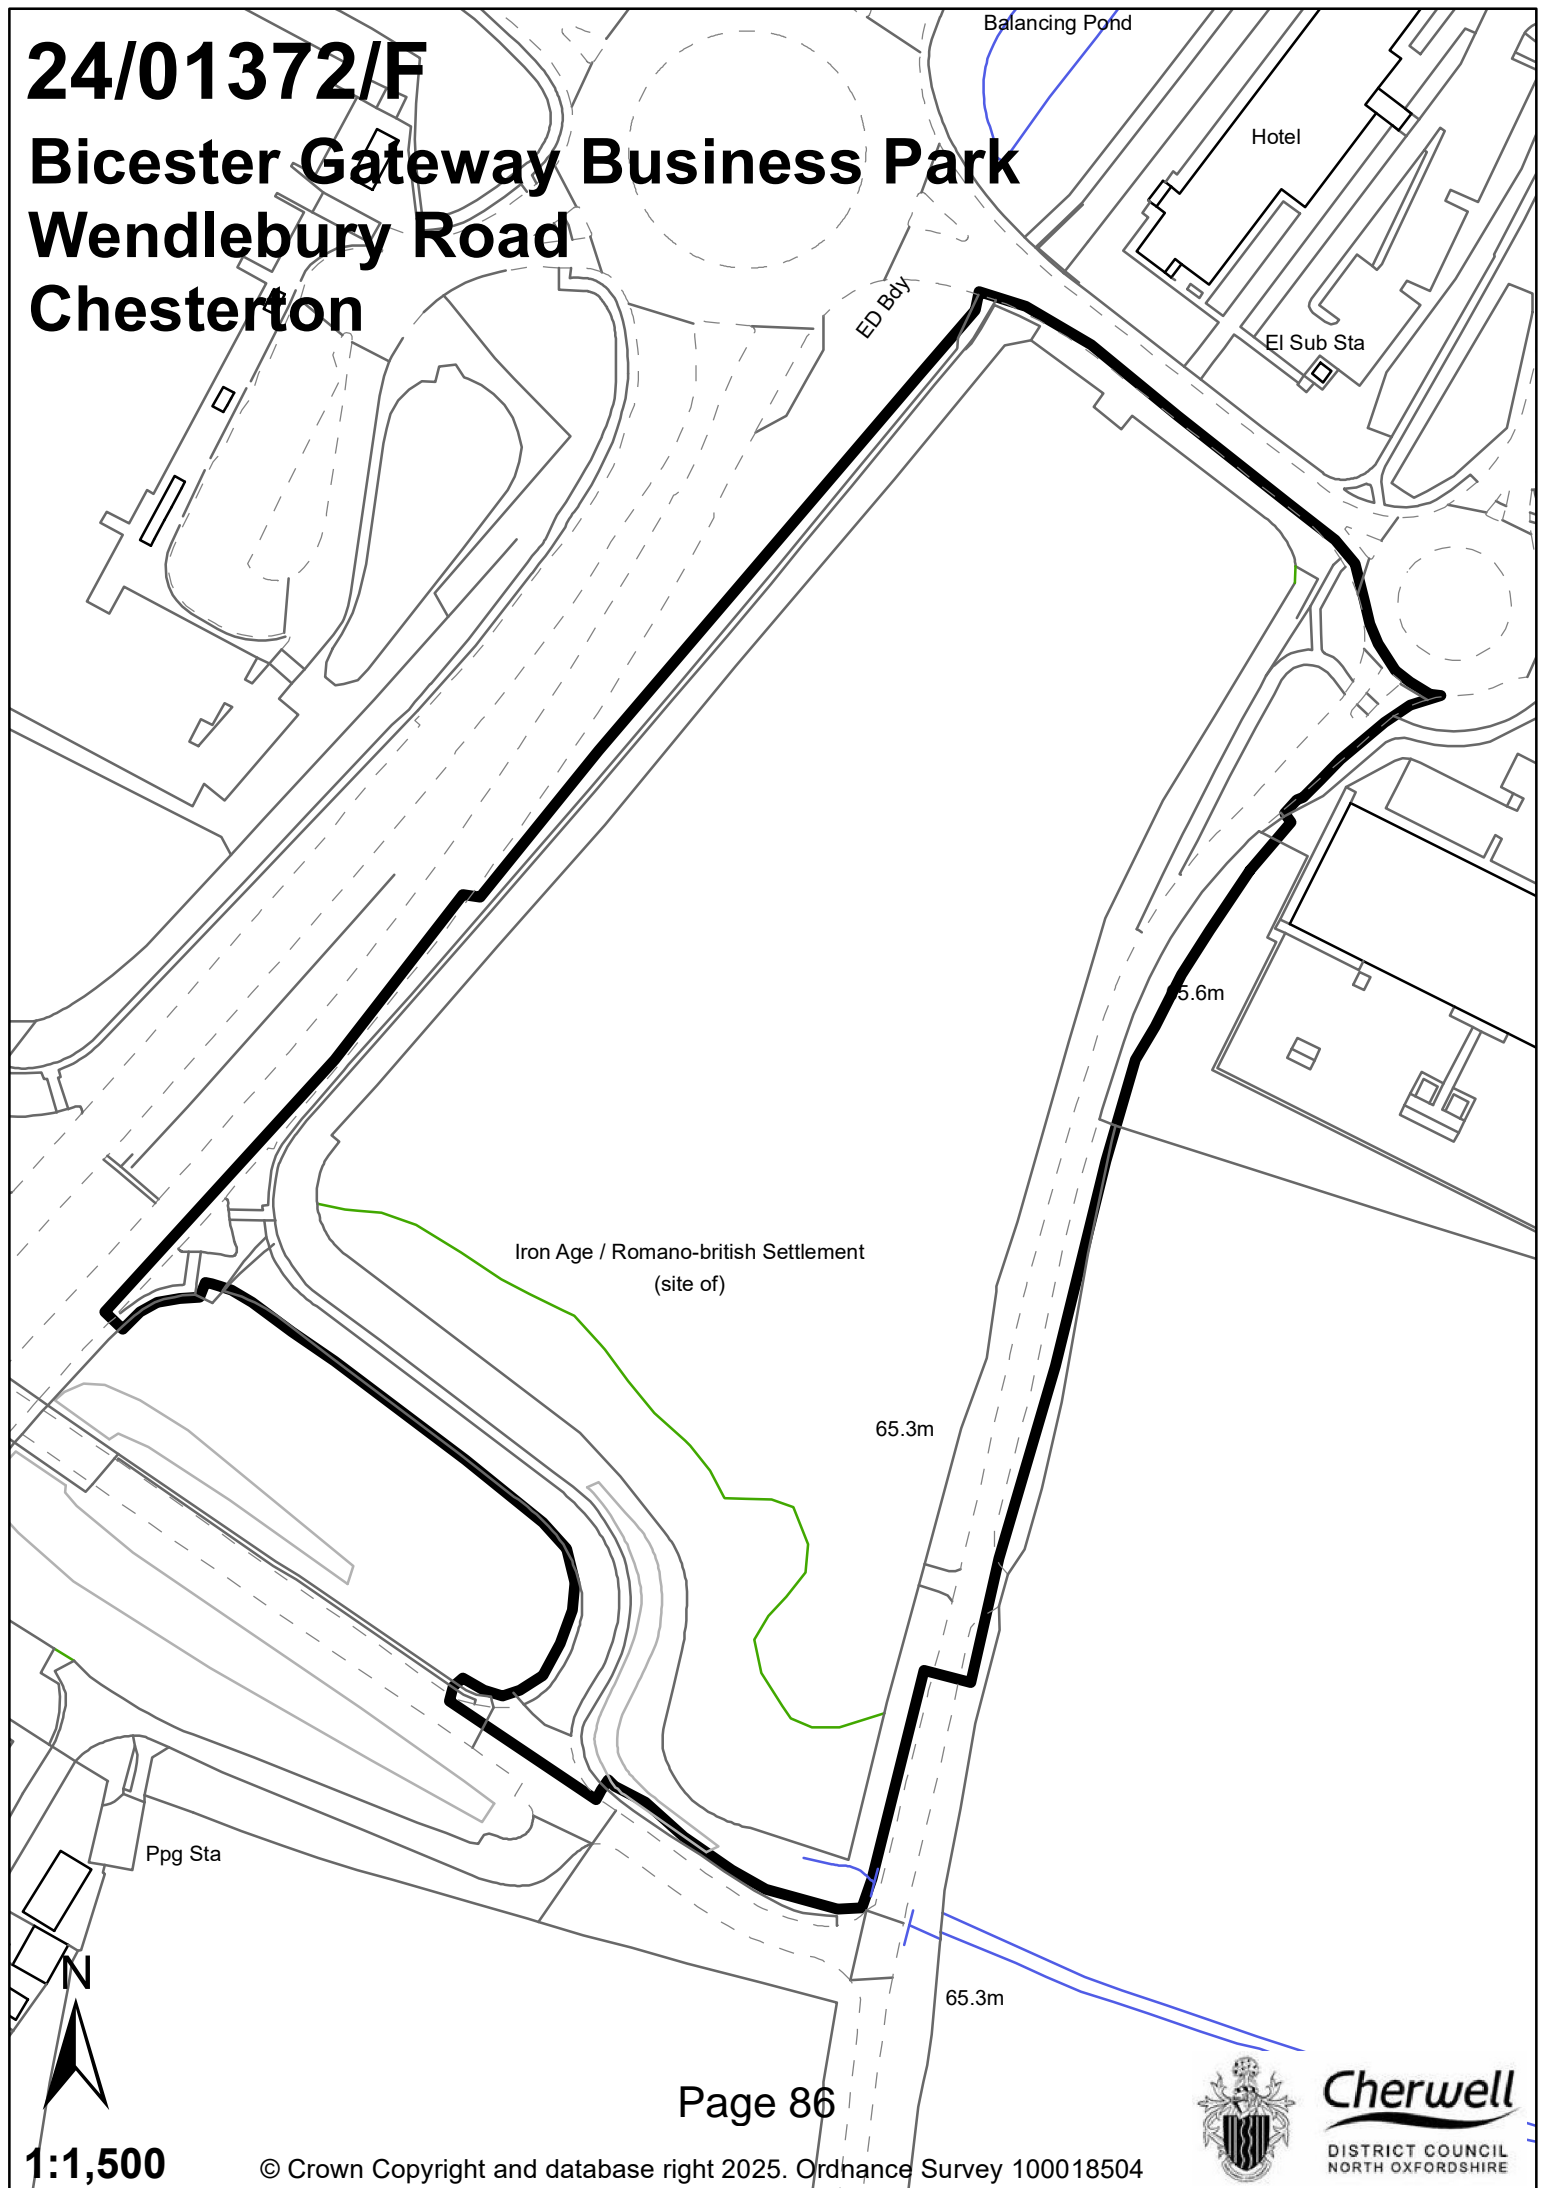 Balancing Pond
24/01372/F
Bicester Gateway Business Park
Wendlebury Road
Chesterton
Hotel
ED Bdy
El Sub Sta
65.6m
Iron Age / Romano-british Settlement
(site of)
65.3m
Ppg Sta
N
65.3m
Page 86
1:1,500
© Crown Copyright and database right 2025. Ordnance Survey 100018504
Cherwell
DISTRICT COUNCIL
NORTH OXFORDSHIRE